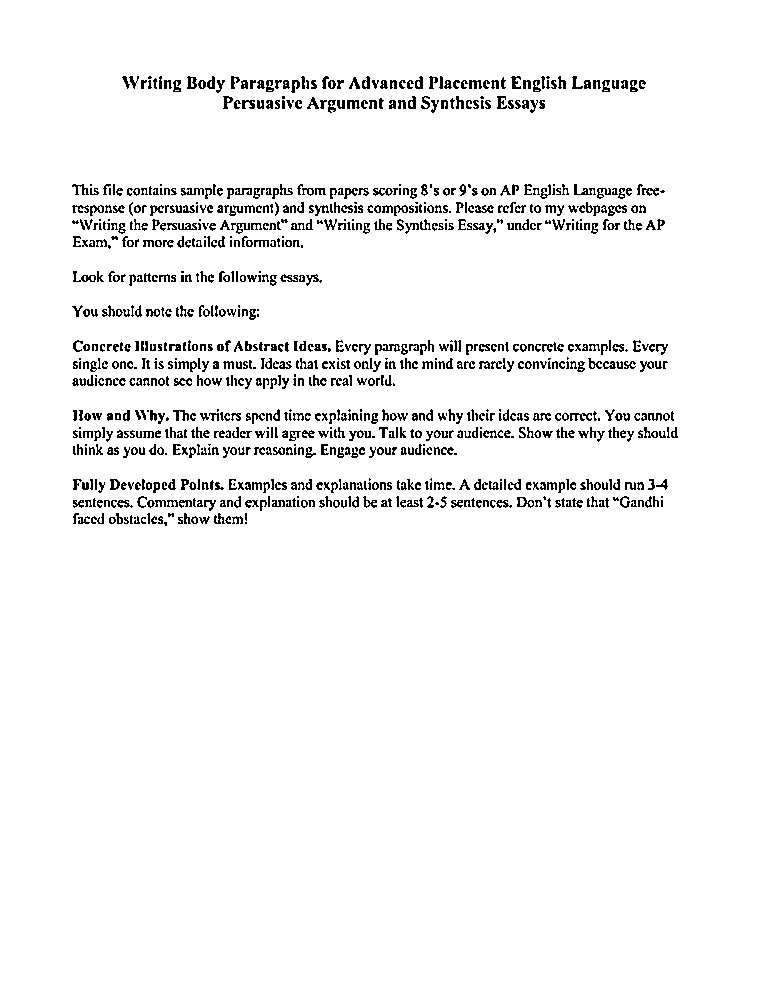 Writing Body Paragraphs for Advanced Placement English Language
Persuasive Argument and Synthesis Essays
This file contains sample paragraphs from papers scoring 8's or 9's on AP English Language free-
response (or persuasive argument) and synthesis compositions. Please refer to my webpages on
“Writing the Persuasive Argument” and “Writing the Synthesis Essay,” under “Writing for the AP
Exam,” for more detailed information.
Look for patterns in the following essays.
You should note the following:
Concrete Illustrations of Abstract Ideas. Every paragraph will present concrete examples. Every
single one. It is simply a must. Ideas that exist only in the mind are rarely convincing because your
audience cannot see how they apply in the real world.
How and Why. The writers spend time explaining how and why their ideas are correct. You cannot
simply assume that the reader will agree with you. Talk to your audience. Show the why they should
think as you do. Explain your reasoning. Engage your audience.
Fully Developed Points. Examples and explanations take time. A detailed example should run 3-4
sentences. Commentary and explanation should be at least 2-5 sentences. Don't state that “Gandhi
faced obstacles,” show them!